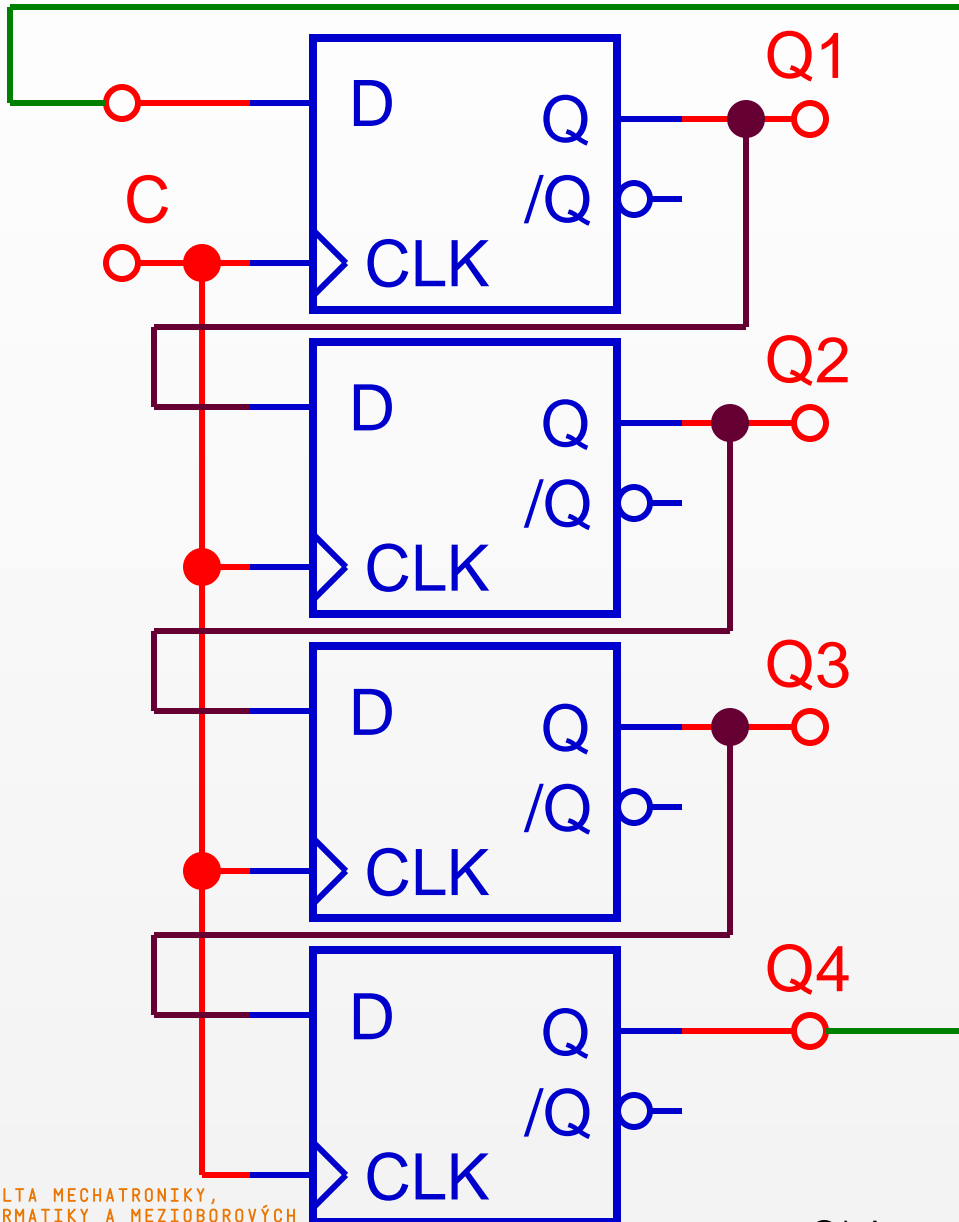 Q1
D
Q
C
/Q
CLK
Q2
D
Q
/Q
CLK
Q3
D
Q
/Q
CLK
Q4
D
Q
/Q
CLK
LTA MECHATRONIKY,
RMATIKY A MEZIOBOROVÝCH